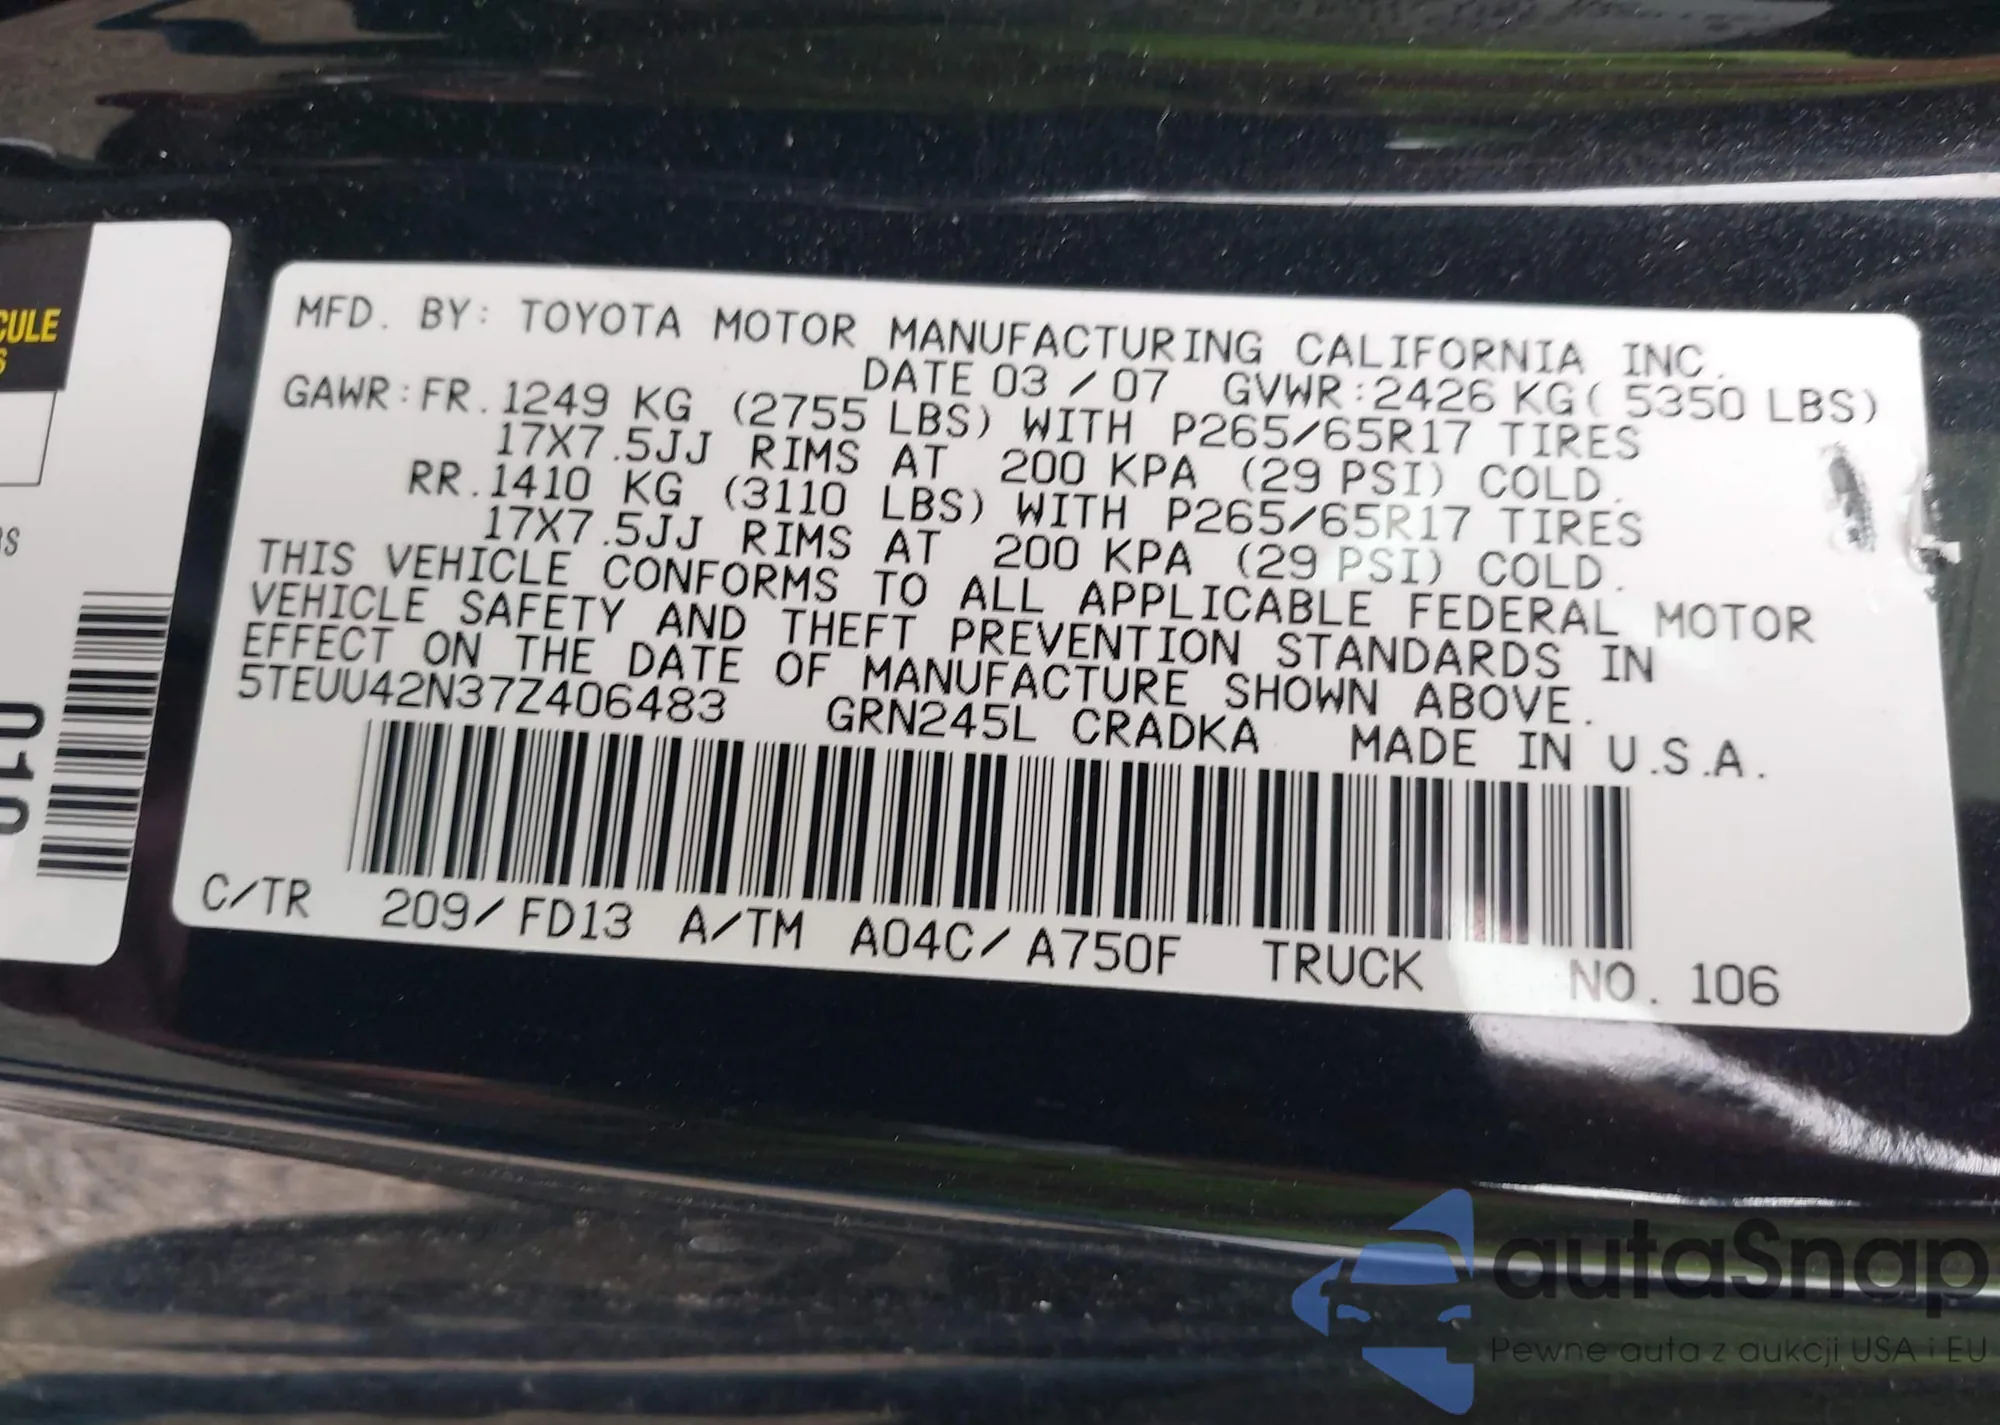 CULE
S
RS
MFD. BY: TOYOTA MOTOR MANUFACTURING CALIFORNIA INC.
DATE 03 / 07 GVWR:2426 KG( 5350 LBS)
GAWR:FR.1249 KG (2755 LBS) WITH P265/65R17 TIRES
17X7.5JJ RIMS AT 200 KPA (29 PSI) COLD.
RR.1410 KG (3110 LBS) WITH P265/65R17 TIRES
17X7.5JJ RIMS AT 200 KPA (29 PSI) COLD.
THIS VEHICLE CONFORMS TO ALL APPLICABLE FEDERAL MOTOR
VEHICLE SAFETY AND THEFT PREVENTION STANDARDS IN
EFFECT ON THE DATE OF MANUFACTURE SHOWN ABOVE.
5TEUU42N37Z406483 GRN245L CRADKA MADE IN U.S.A.
C/TR 209/FD13 A/TM A04C/A750F TRUCK NO. 106
autaSnap
Pewne auta z aukcji USA i EU